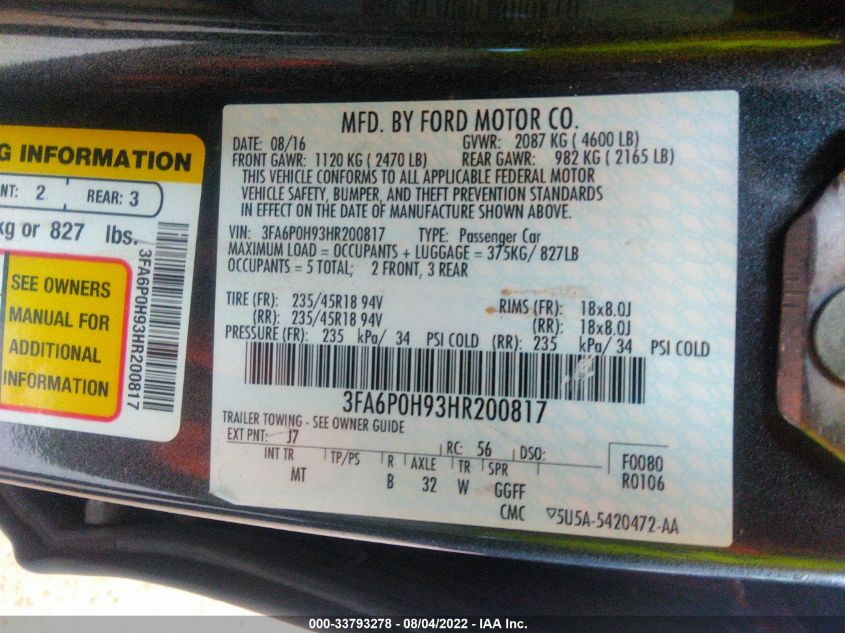 G INFORMATION
NT: 2 REAR: 3
kg or 827 lbs.
SEE OWNERS
MANUAL FOR
ADDITIONAL
INFORMATION
3FA6P0H93HR200817
MFD. BY FORD MOTOR CO.
DATE: 08/16 GVWR: 2087 KG ( 4600 LB)
FRONT GAWR: 1120 KG ( 2470 LB) REAR GAWR: 982 KG ( 2165 LB)
THIS VEHICLE CONFORMS TO ALL APPLICABLE FEDERAL MOTOR
VEHICLE SAFETY, BUMPER, AND THEFT PREVENTION STANDARDS
IN EFFECT ON THE DATE OF MANUFACTURE SHOWN ABOVE.
VIN: 3FA6P0H93HR200817 TYPE: Passenger Car
MAXIMUM LOAD = OCCUPANTS + LUGGAGE = 375KG/ 827LB
OCCUPANTS = 5 TOTAL; 2 FRONT, 3 REAR
TIRE (FR): 235/45R18 94V RIMS (FR): 18x8.0J
(RR): 235/45R18 94V (RR): 18x8.0J
PRESSURE (FR): 235 kPa/ 34 PSI COLD (RR): 235 kPa/ 34 PSI COLD
3FA6P0H93HR200817
TRAILER TOWING - SEE OWNER GUIDE
EXT PNT: J7 RC: 56 DSO: F0080
INT TR TP/PS R AXLE TR SPR R0106
MT B 32 W GGFF
CMC ▽5U5A-5420472-AA
000-33793278 - 08/04/2022 - IAA Inc.